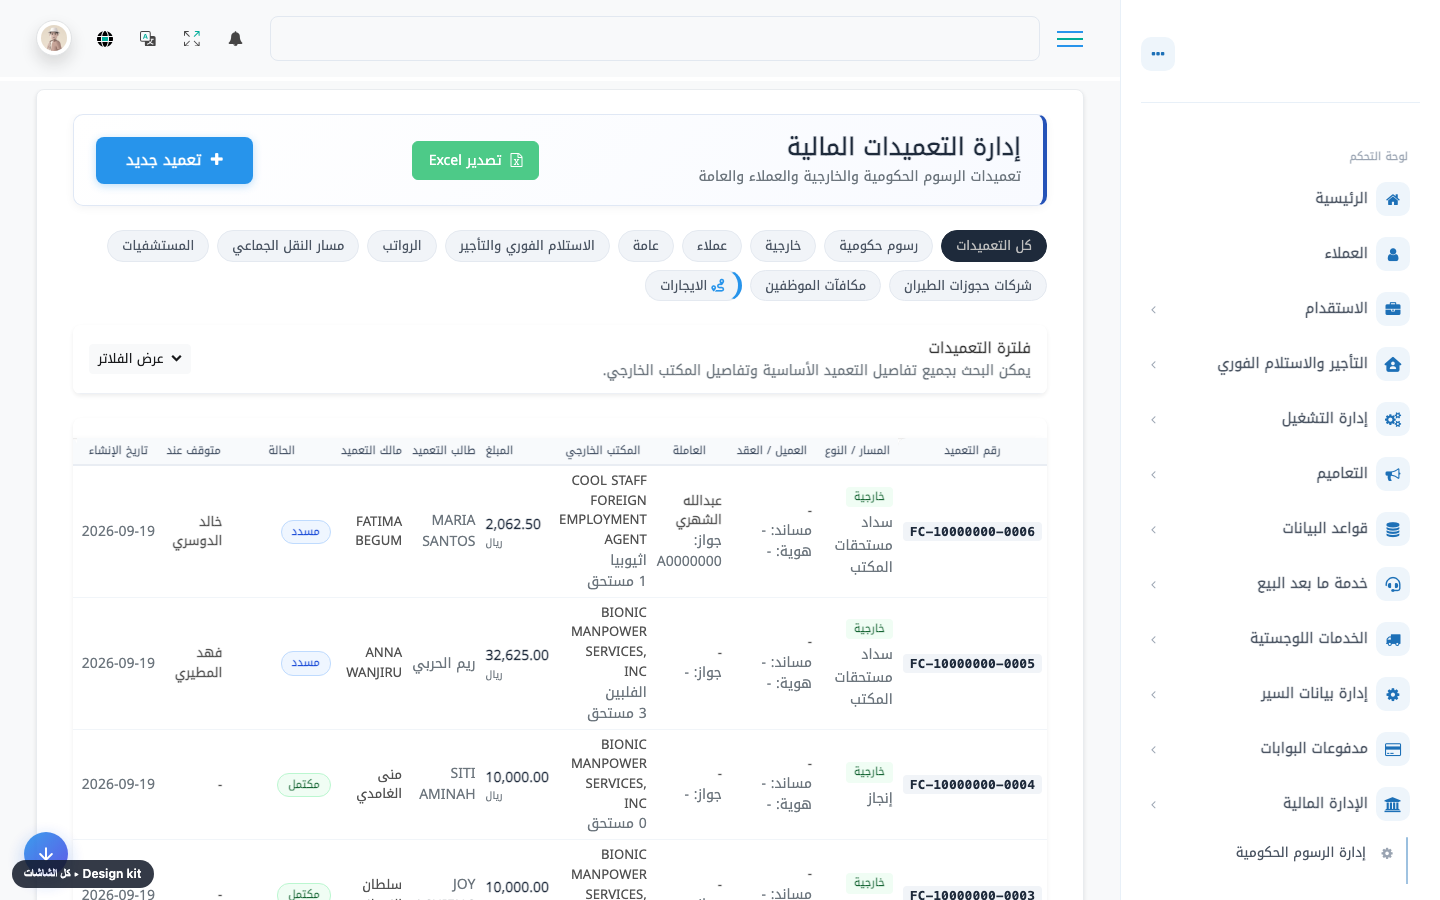 لوحة التحكم
الرئيسية
العملاء
الاستقدام
التأجير والاستلام الفوري
إدارة التشغيل
التعاميم
قواعد البيانات
خدمة ما بعد البيع
الخدمات اللوجستية
إدارة بيانات السير
مدفوعات البوابات
الإدارة المالية
إدارة الرسوم الحكومية
إدارة التعميدات المالية
تعميدات الرسوم الحكومية والخارجية والعملاء والعامة
تصدير Excel
تعميد جديد
كل التعميدات
رسوم حكومية
خارجية
عملاء
عامة
الاستلام الفوري والتأجير
الرواتب
مسار النقل الجماعي
المستشفيات
شركات حجوزات الطيران
مكافآت الموظفين
الايجارات
فلترة التعميدات
يمكن البحث بجميع تفاصيل التعميد الأساسية وتفاصيل المكتب الخارجي.
عرض الفلاتر
رقم التعميد
المسار / النوع
العميل / العقد
العاملة
المكتب الخارجي
المبلغ
طالب التعميد
مالك التعميد
الحالة
متوقف عند
تاريخ الإنشاء
FC-10000000-0006
خارجية
سداد
مستحقات
المكتب
-
مساند: -
هوية: -
عبدالله
الشهري
جواز:
A0000000
COOL STAFF
FOREIGN
EMPLOYMENT
AGENT
اثيوبيا
1 مستحق
2,062.50
ريال
MARIA
SANTOS
FATIMA
BEGUM
مسدد
خالد
الدوسري
2026-09-19
FC-10000000-0005
خارجية
سداد
مستحقات
المكتب
-
مساند: -
هوية: -
-
جواز: -
BIONIC
MANPOWER
SERVICES,
INC
الفلبين
3 مستحق
32,625.00
ريال
ريم الحربي
ANNA
WANJIRU
مسدد
فهد
المطيري
2026-09-19
FC-10000000-0004
خارجية
إنجاز
-
مساند: -
هوية: -
-
جواز: -
BIONIC
MANPOWER
SERVICES,
INC
0 مستحق
10,000.00
ريال
SITI
AMINAH
منى
الغامدي
مكتمل
-
2026-09-19
FC-10000000-0003
خارجية
-
مساند: -
-
جواز: -
BIONIC
MANPOWER
SERVICES,
10,000.00
JOY
سلطان
مكتمل
-
2026-09-19
Design kit ▸ كل الشاشات